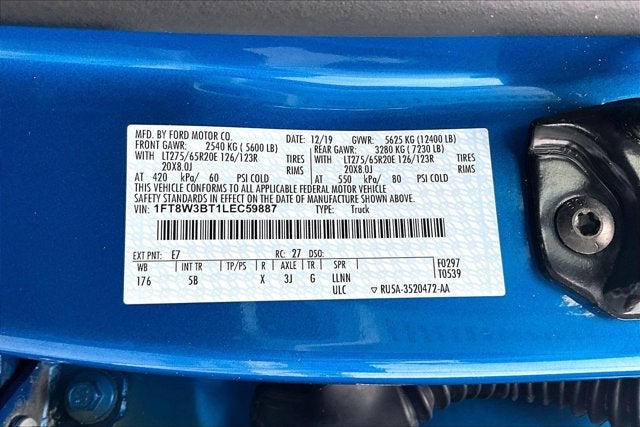 MFD. BY FORD MOTOR CO. DATE: 12/19 GVWR: 5625 KG (12400 LB)
FRONT GAWR: 2540 KG (5600 LB) REAR GAWR: 3280 KG (7230 LB)
WITH LT275/65R20E 126/123R TIRES WITH LT275/65R20E 126/123R TIRES
20X8.0J RIMS 20X8.0J RIMS
AT 420 kPa/ 60 PSI COLD AT 550 kPa/ 80 PSI COLD
THIS VEHICLE CONFORMS TO ALL APPLICABLE FEDERAL MOTOR VEHICLE
SAFETY STANDARDS IN EFFECT ON THE DATE OF MANUFACTURE SHOWN ABOVE.
VIN: 1FT8W3BT1LEC59887 TYPE: Truck
EXT PNT: E7 RC: 27 DSO: F0297
WB INT TR TP/PS R AXLE TR SPR T0539
176 5B X 3J G LLNN
ULC ▽ RU5A-3520472-AA